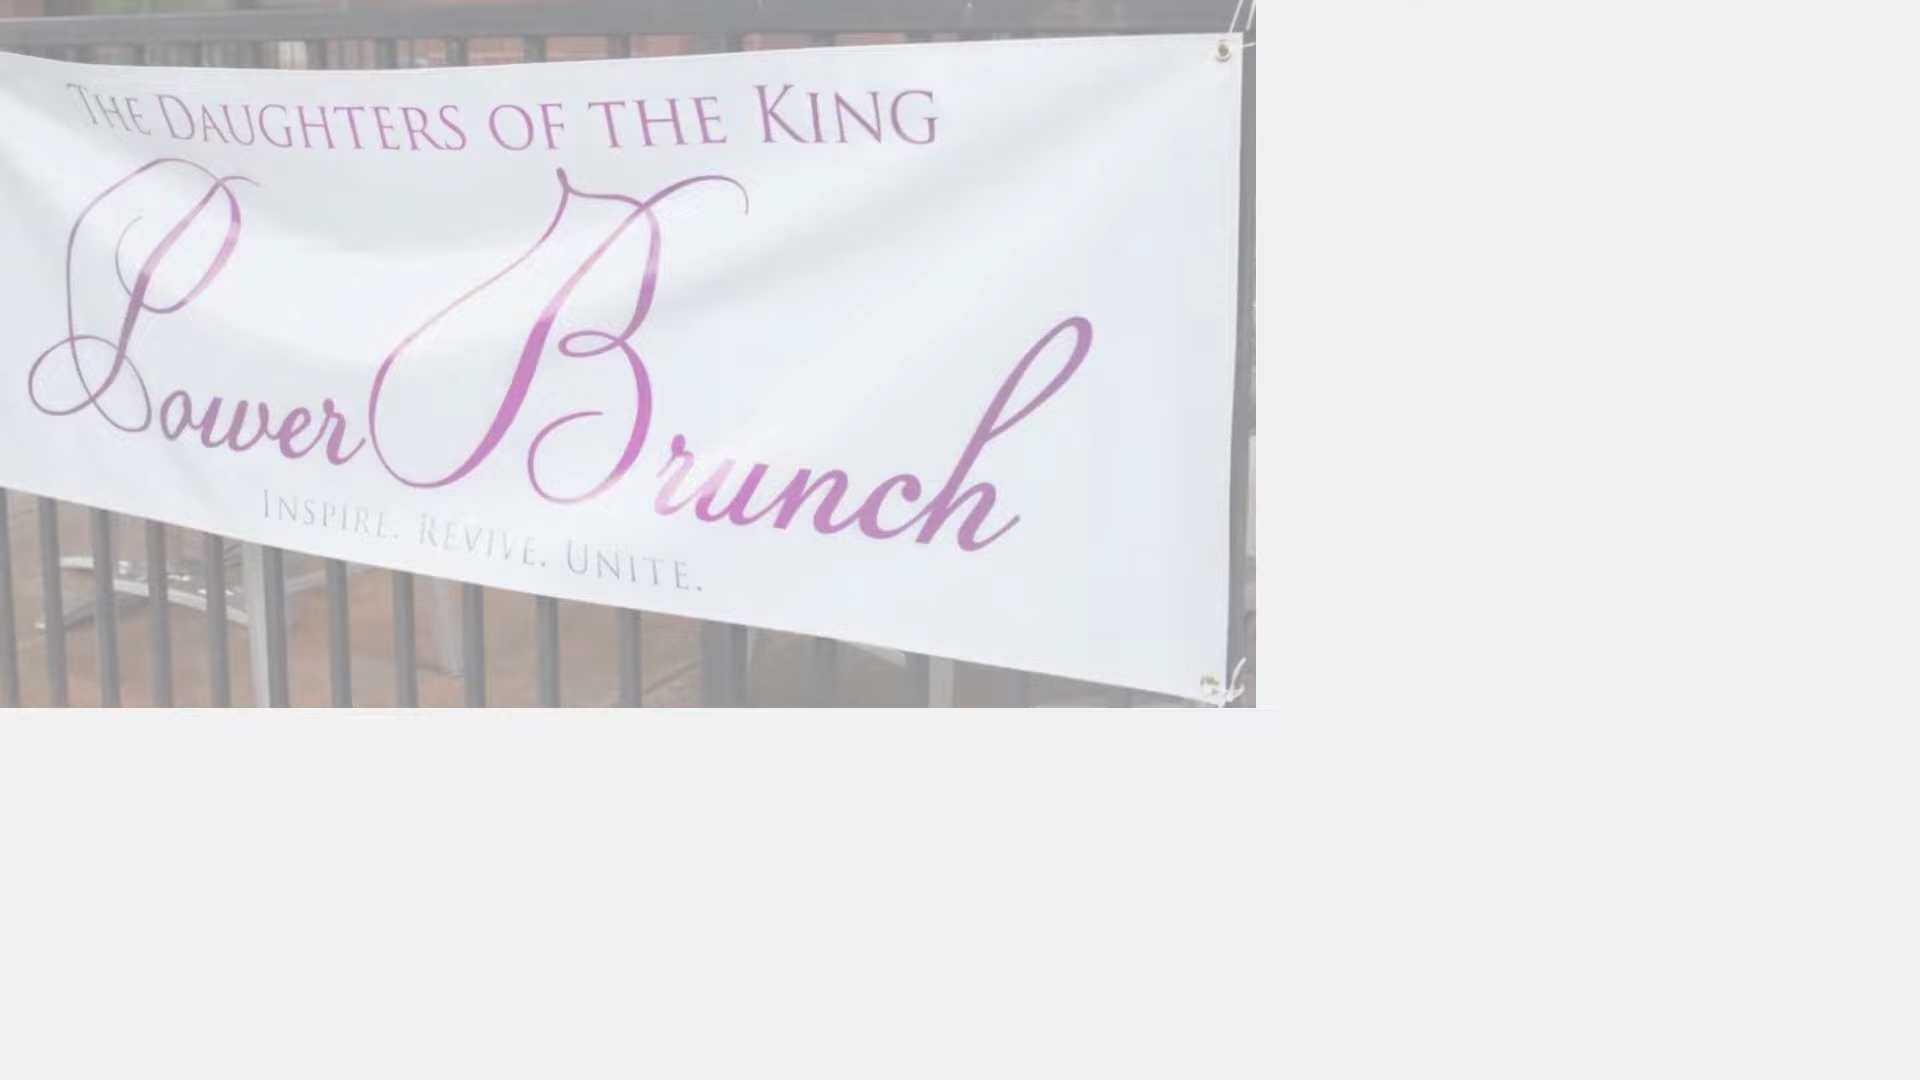 THE DAUGHTERS OF THE KING
Power Brunch
INSPIRE. REVIVE. UNITE.